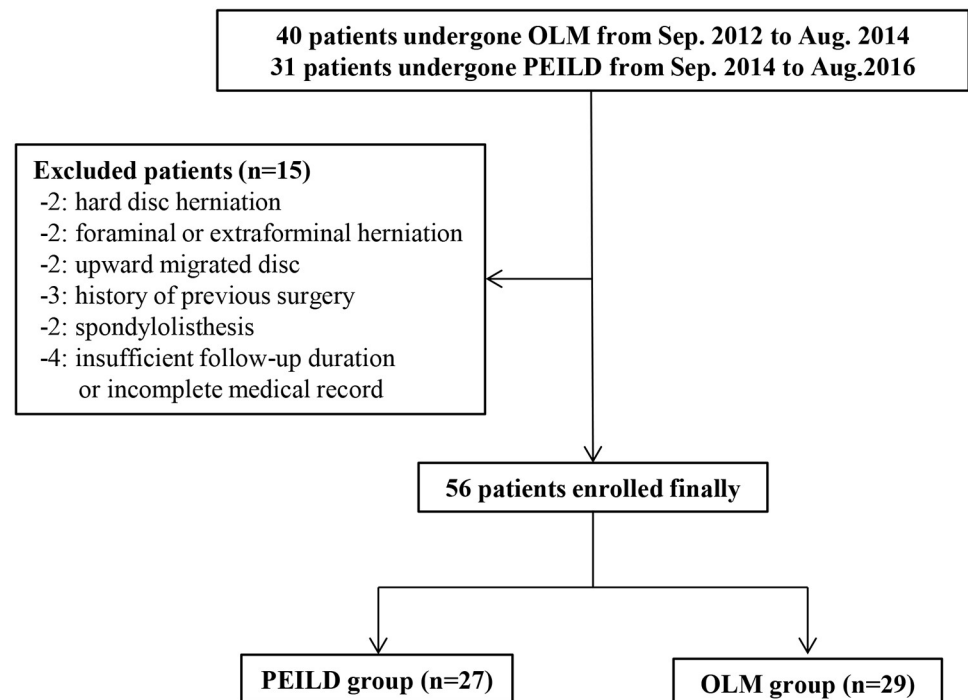 40 patients undergone OLM from Sep. 2012 to Aug. 2014
31 patients undergone PEILD from Sep. 2014 to Aug.2016
Excluded patients (n=15)
-2: hard disc herniation
-2: foraminal or extraforminal herniation
-2: upward migrated disc
-3: history of previous surgery
-2: spondylolisthesis
-4: insufficient follow-up duration
or incomplete medical record
56 patients enrolled finally
PEILD group (n=27)
OLM group (n=29)